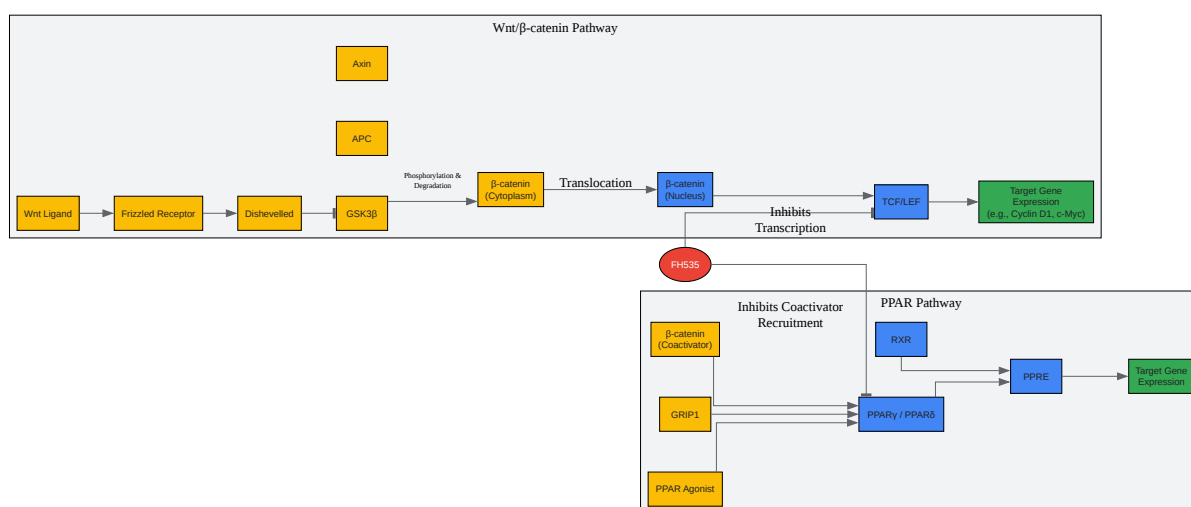 Wnt/β-catenin Pathway
Axin
APC
Phosphorylation &
Degradation
Wnt Ligand
Frizzled Receptor
Dishevelled
GSK3β
β-catenin
(Cytoplasm)
Translocation
β-catenin
(Nucleus)
TCF/LEF
Target Gene
Expression
(e.g., Cyclin D1, c-Myc)
Inhibits
Transcription
FH535
Inhibits Coactivator
Recruitment
PPAR Pathway
β-catenin
(Coactivator)
RXR
PPRE
Target Gene
Expression
GRIP1
PPARγ / PPARδ
PPAR Agonist